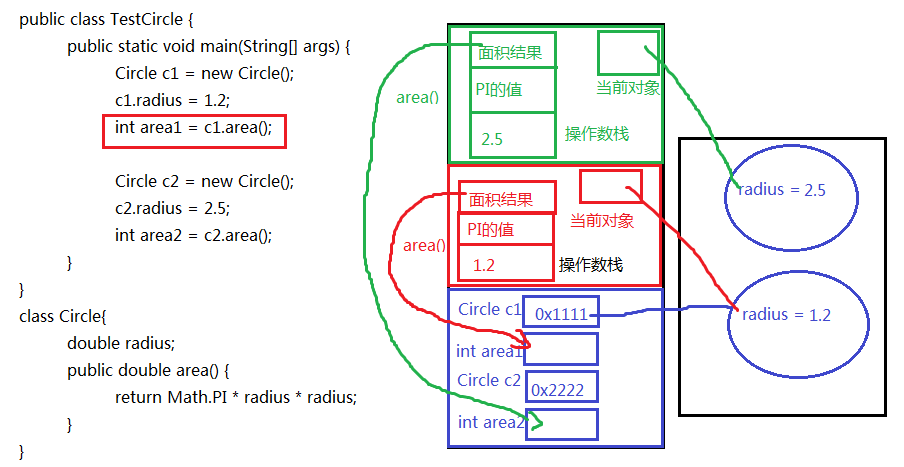 public class TestCircle {
public static void main(String[] args) {
Circle c1 = new Circle();
c1.radius = 1.2;
int area1 = c1.area();
Circle c2 = new Circle();
c2.radius = 2.5;
int area2 = c2.area();
}
}
class Circle{
double radius;
public double area() {
return Math.PI * radius * radius;
}
}
area()
面积结果
PI的值
2.5
操作数栈
当前对象
area()
面积结果
PI的值
1.2
操作数栈
当前对象
Circle c1
0x1111
int area1
Circle c2
0x2222
int area2
radius = 2.5
radius = 1.2